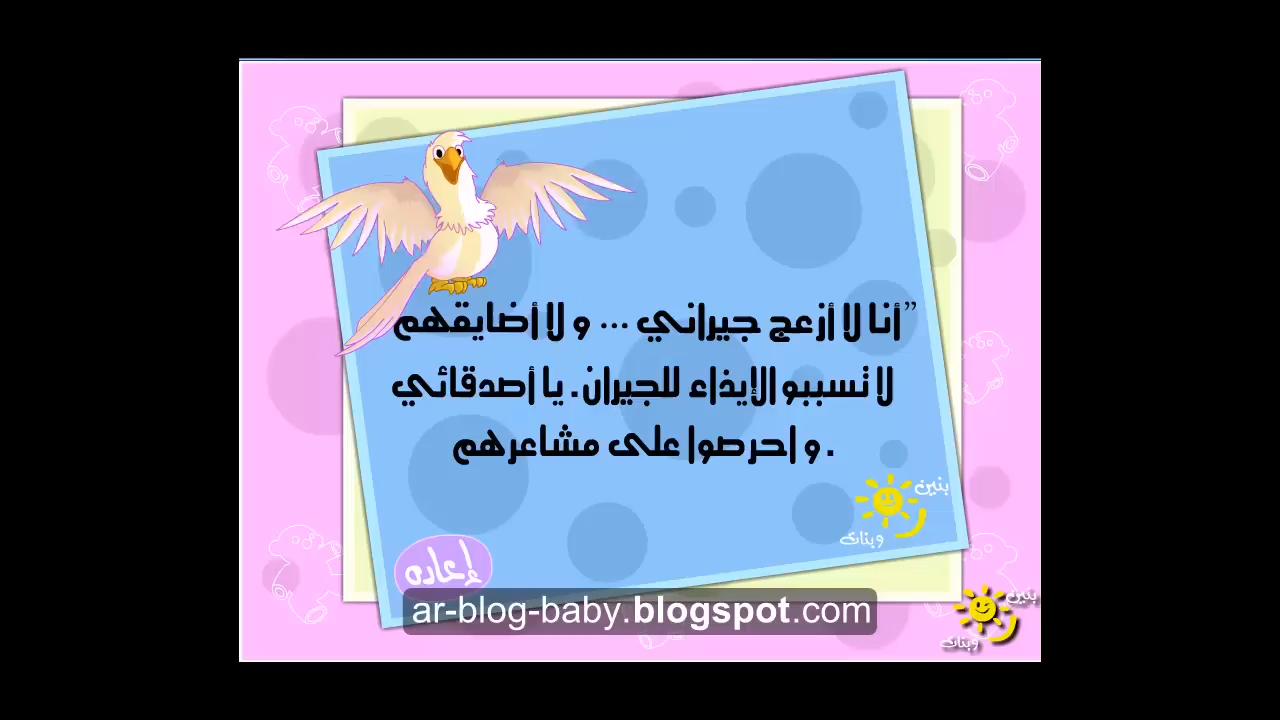 ”أنا لا أزعج جيراني ... و لا أضايقهم
لا تسببو الإيذاء للجيران. يا أصدقائي
. و احرصوا على مشاعرهم
بنين
وبنات
إعاده
ar-blog-baby.blogspot.com
بنين
وبنات